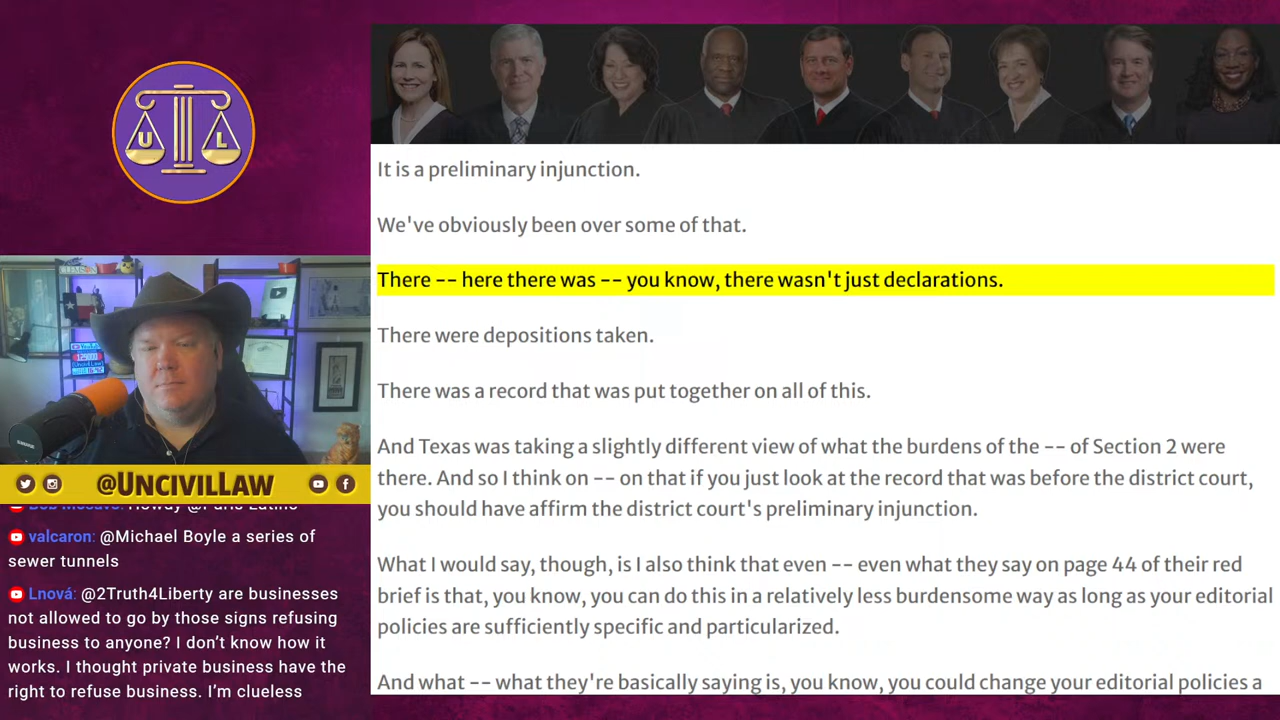 U L
It is a preliminary injunction.
We've obviously been over some of that.
There -- here there was -- you know, there wasn't just declarations.
There were depositions taken.
There was a record that was put together on all of this.
And Texas was taking a slightly different view of what the burdens of the -- of Section 2 were
there. And so I think on -- on that if you just look at the record that was before the district court,
you should have affirm the district court's preliminary injunction.
What I would say, though, is I also think that even -- even what they say on page 44 of their red
brief is that, you know, you can do this in a relatively less burdensome way as long as your editorial
policies are sufficiently specific and particularized.
And what -- what they're basically saying is, you know, you could change your editorial policies a
@UNCIVILLAW
valcaron: @Michael Boyle a series of
sewer tunnels
Lnová: @2Truth4Liberty are businesses
not allowed to go by those signs refusing
business to anyone? I don't know how it
works. I thought private business have the
right to refuse business. I'm clueless